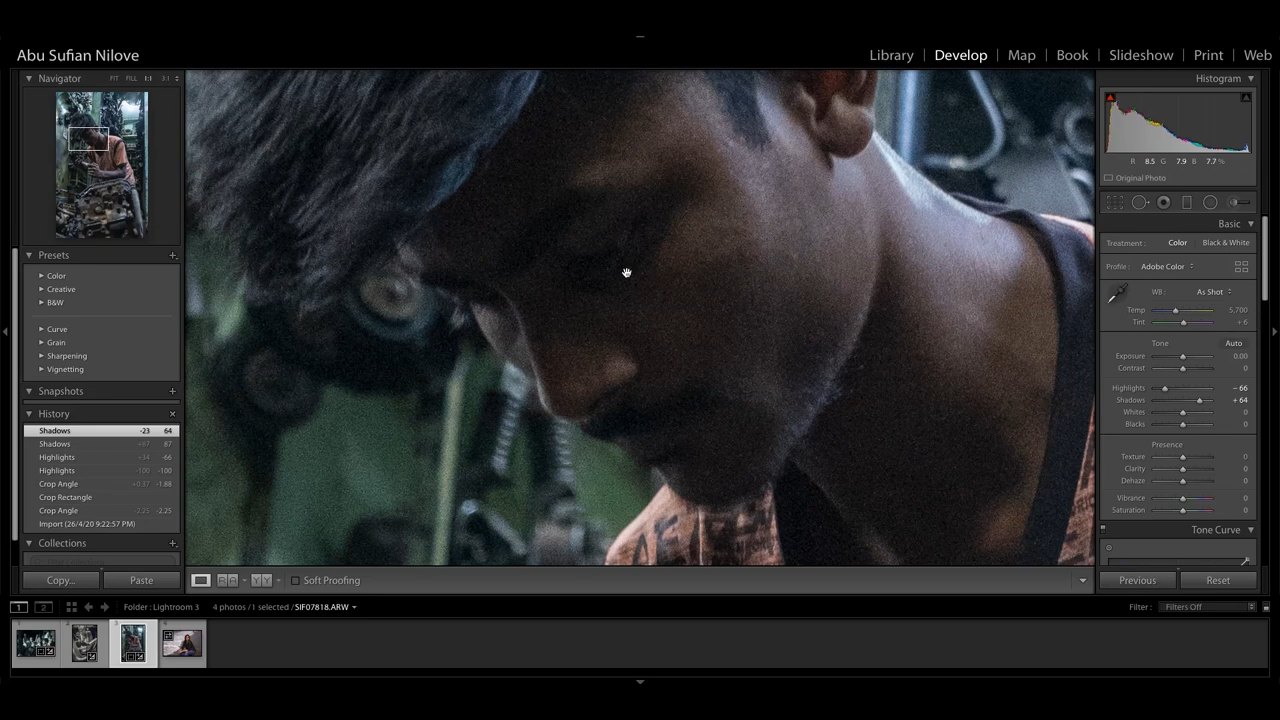 Abu Sufian Nilove
Library | Develop | Map | Book | Slideshow | Print | Web
Navigator FIT FILL 1:1 3:1
Presets
Color
Creative
B&W
Curve
Grain
Sharpening
Vignetting
Snapshots
History
Shadows -23 64
Shadows +87 87
Highlights +34 -66
Highlights -100 -100
Crop Angle +0.37 -1.88
Crop Rectangle
Crop Angle -2.25 -2.25
Import (26/4/20 9:22:57 PM)
Collections
Copy... Paste
Soft Proofing
Histogram
R 8.5 G 7.9 B 7.7 %
Original Photo
Basic
Treatment: Color Black & White
Profile: Adobe Color
WB: As Shot
Temp 5,700
Tint + 6
Tone Auto
Exposure 0.00
Contrast 0
Highlights - 66
Shadows + 64
Whites 0
Blacks 0
Presence
Texture 0
Clarity 0
Dehaze 0
Vibrance 0
Saturation 0
Tone Curve
Previous Reset
1 2 Folder: Lightroom 3 4 photos / 1 selected / SIF07818.ARW Filter: Filters Off